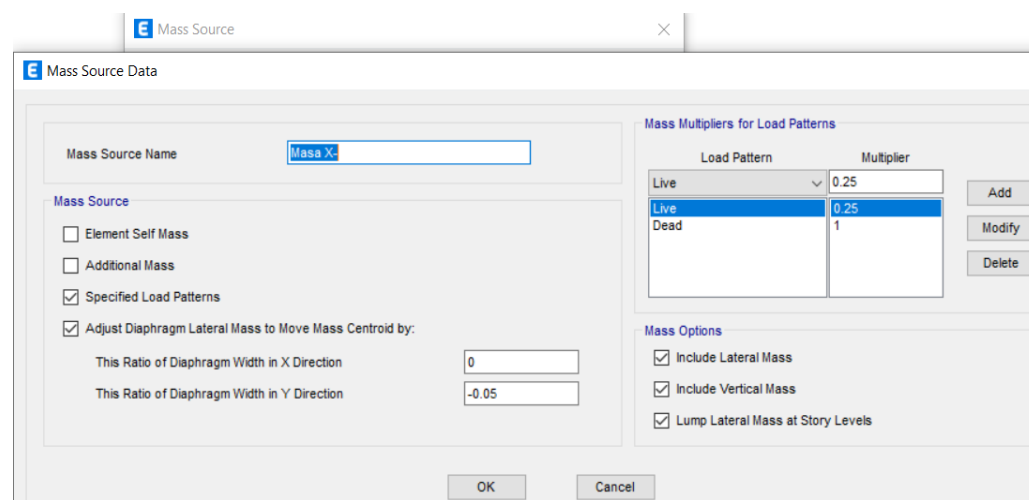 E Mass Source
E Mass Source Data
Mass Source Name Masa X-
Mass Source
Element Self Mass
Additional Mass
Specified Load Patterns
Adjust Diaphragm Lateral Mass to Move Mass Centroid by:
This Ratio of Diaphragm Width in X Direction 0
This Ratio of Diaphragm Width in Y Direction -0.05
Mass Multipliers for Load Patterns
Load Pattern Multiplier
Live 0.25 Add
Live 0.25
Dead 1 Modify
Delete
Mass Options
Include Lateral Mass
Include Vertical Mass
Lump Lateral Mass at Story Levels
OK Cancel